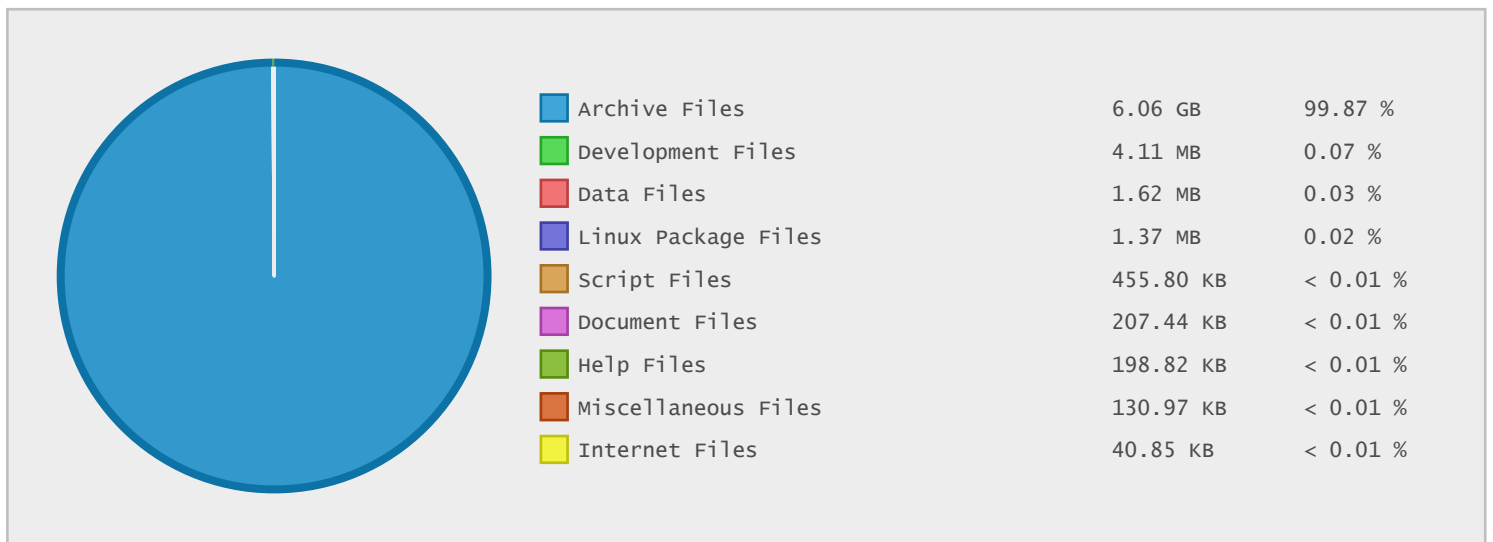 Archive Files 6.06 GB 99.87 %
Development Files 4.11 MB 0.07 %
Data Files 1.62 MB 0.03 %
Linux Package Files 1.37 MB 0.02 %
Script Files 455.80 KB < 0.01 %
Document Files 207.44 KB < 0.01 %
Help Files 198.82 KB < 0.01 %
Miscellaneous Files 130.97 KB < 0.01 %
Internet Files 40.85 KB < 0.01 %